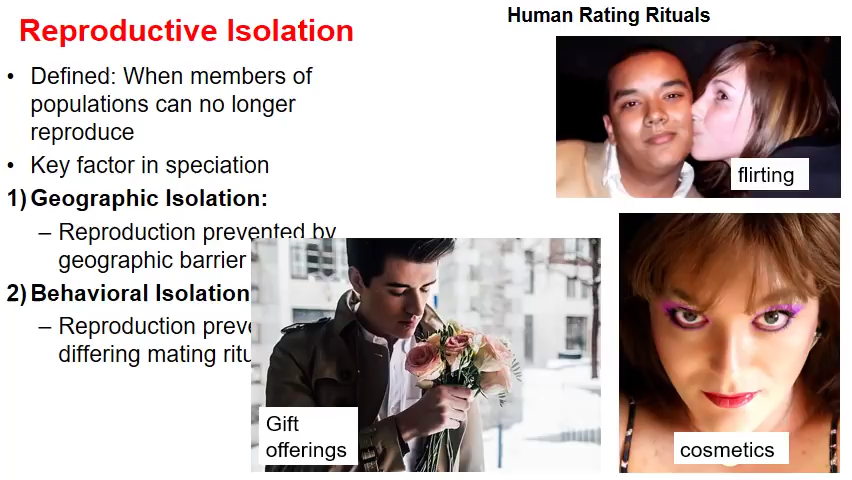 Reproductive Isolation
• Defined: When members of
populations can no longer
reproduce
• Key factor in speciation
1) Geographic Isolation:
– Reproduction prevented by
geographic barrier
2) Behavioral Isolation
– Reproduction preve
differing mating ritu
Human Rating Rituals
flirting
Gift
offerings
cosmetics